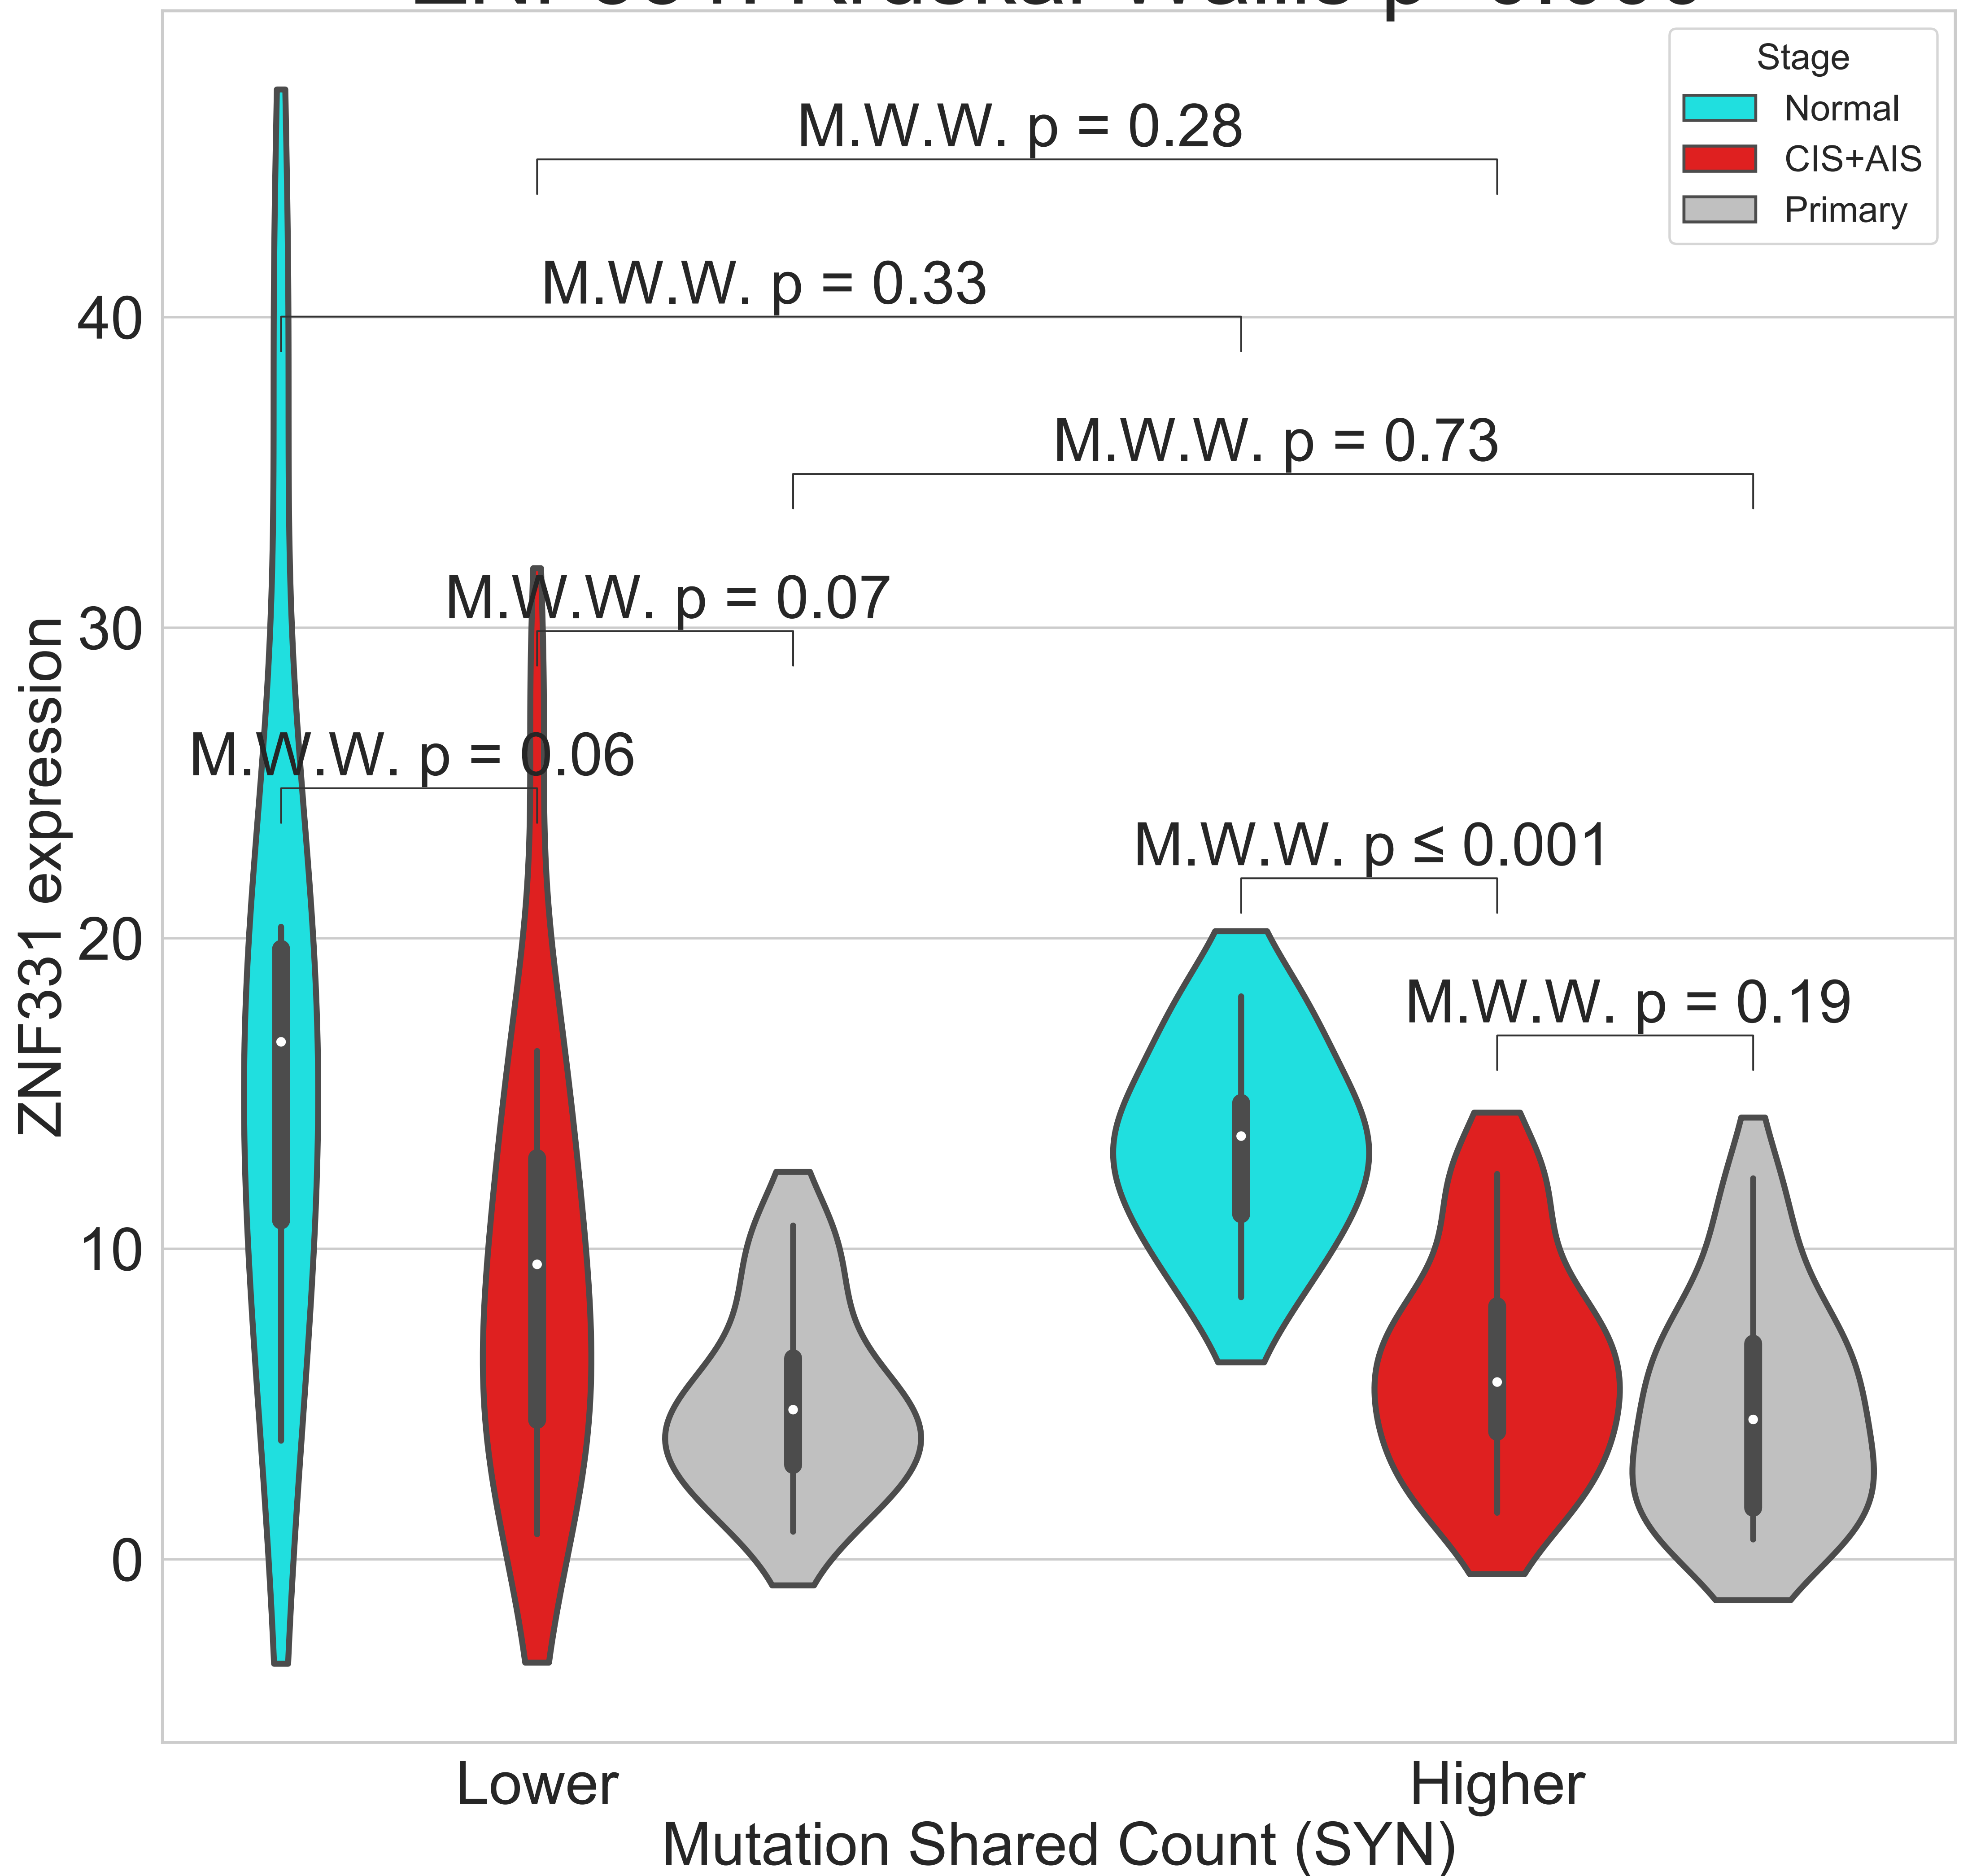 Stage
Normal
CIS+AIS
Primary
M.W.W. p = 0.28
M.W.W. p = 0.33
M.W.W. p = 0.73
M.W.W. p = 0.07
M.W.W. p = 0.06
M.W.W. p ≤ 0.001
M.W.W. p = 0.19
40
30
20
10
0
ZNF331 expression
Lower
Higher
Mutation Shared Count (SYN)